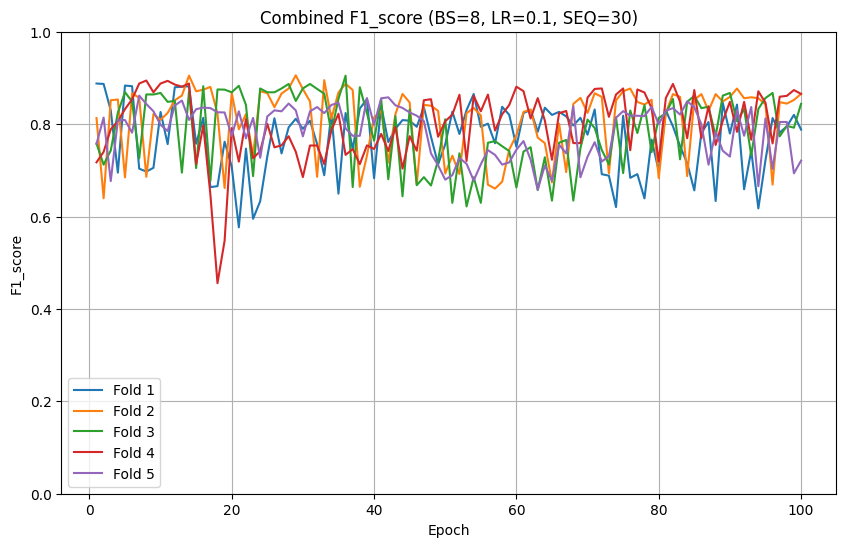 Combined F1_score (BS=8, LR=0.1, SEQ=30)
F1_score
1.0
0.8
0.6
0.4
0.2
0.0
Fold 1
Fold 2
Fold 3
Fold 4
Fold 5
0 20 40 60 80 100
Epoch